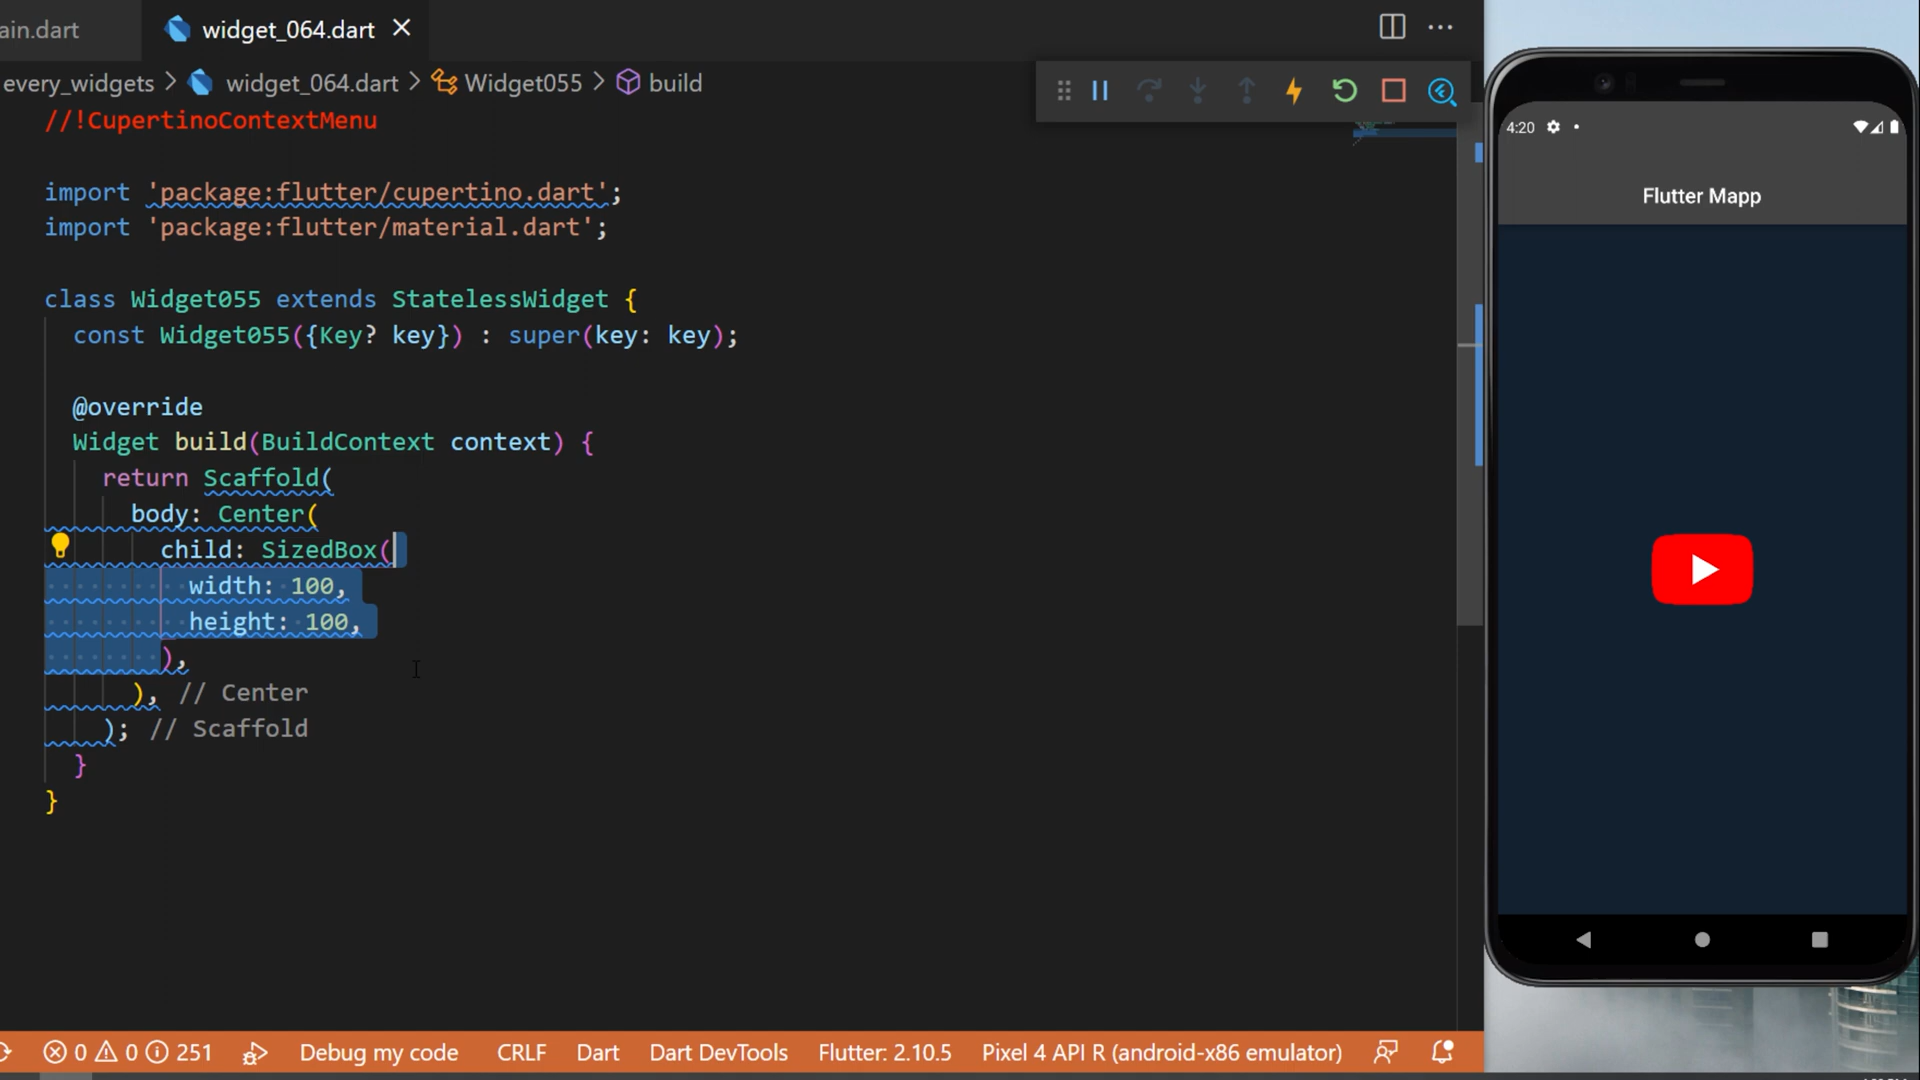 ain.dart
widget_064.dart
every_widgets > widget_064.dart > Widget055 > build
//!CupertinoContextMenu
import 'package:flutter/cupertino.dart';
import 'package:flutter/material.dart';
class Widget055 extends StatelessWidget {
const Widget055({Key? key}) : super(key: key);
@override
Widget build(BuildContext context) {
return Scaffold(
body: Center(
child: SizedBox(
width: 100,
height: 100,
),
), // Center
); // Scaffold
}
}
0 0 251 Debug my code CRLF Dart Dart DevTools Flutter: 2.10.5 Pixel 4 API R (android-x86 emulator)
4:20
Flutter Mapp